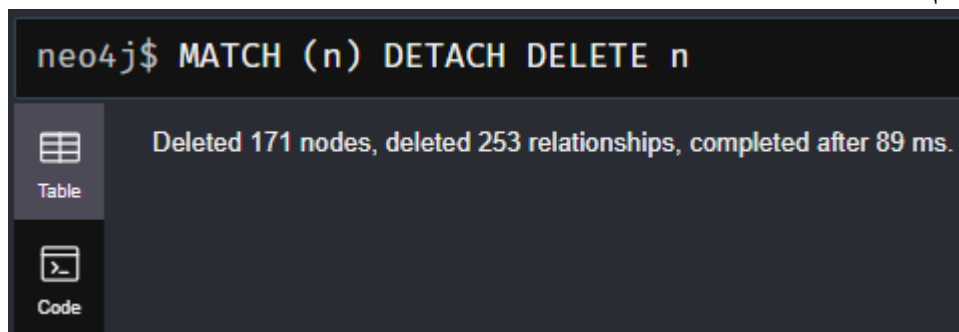 neo4j$ MATCH (n) DETACH DELETE n
Deleted 171 nodes, deleted 253 relationships, completed after 89 ms.
Table
Code